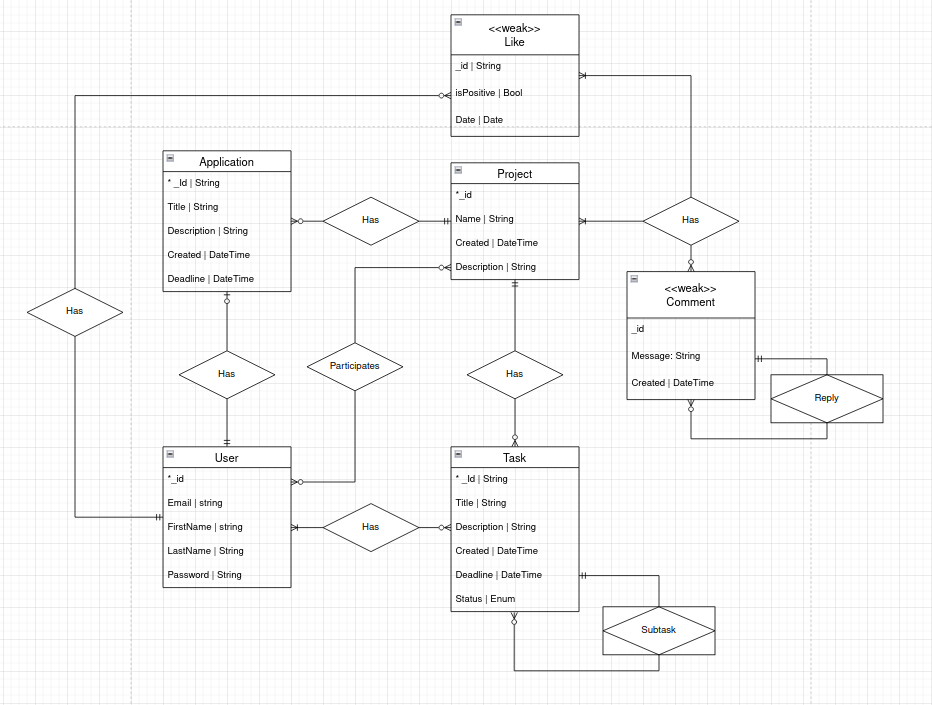 <<weak>>
Like
_id | String
isPositive | Bool
Date | Date
Application
* _Id | String
Title | String
Description | String
Created | DateTime
Deadline | DateTime
Has
Project
*_id
Name | String
Created | DateTime
Description | String
Has
<<weak>>
Comment
_id
Message: String
Created | DateTime
Has
Has
Participates
Has
Reply
User
*_id
Email | string
FirstName | string
LastName | String
Password | String
Has
Task
* _Id | String
Title | String
Description | String
Created | DateTime
Deadline | DateTime
Status | Enum
Subtask